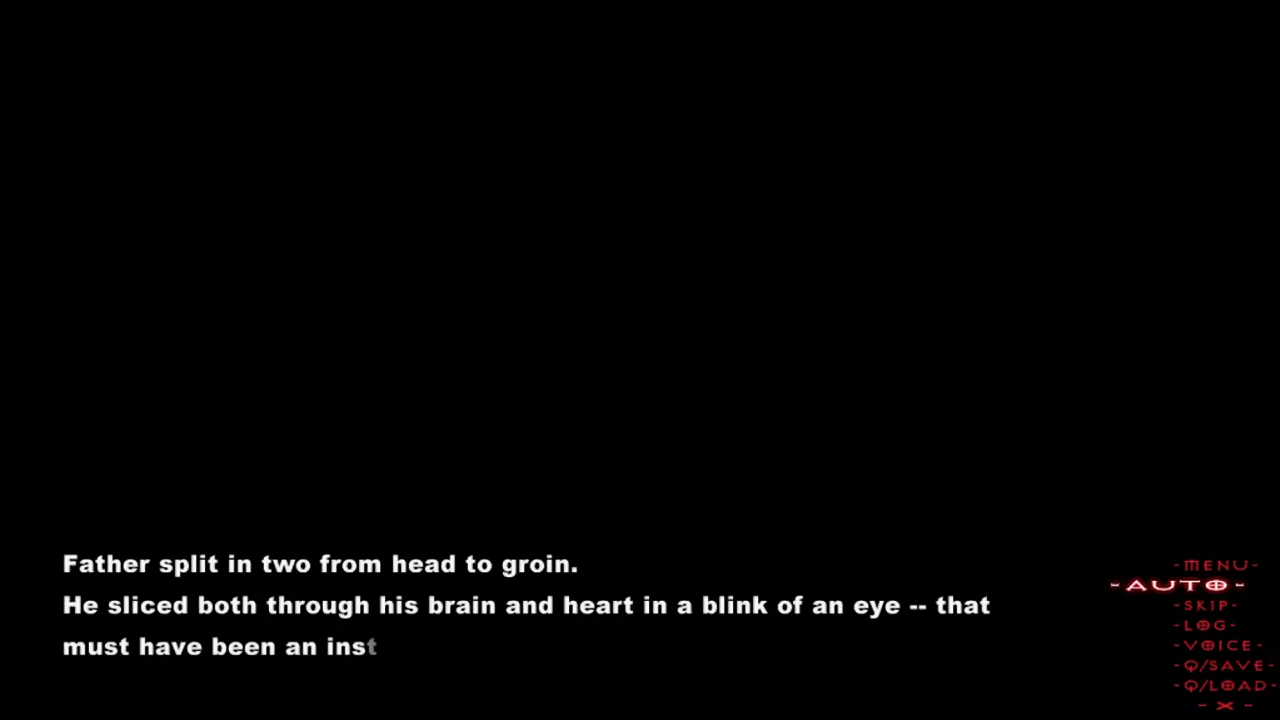 Father split in two from head to groin.
He sliced both through his brain and heart in a blink of an eye -- that
must have been an inst
-MENU-
-AUTO-
-SKIP-
-LOG-
-VOICE-
-Q/SAVE-
-Q/LOAD-
-X-